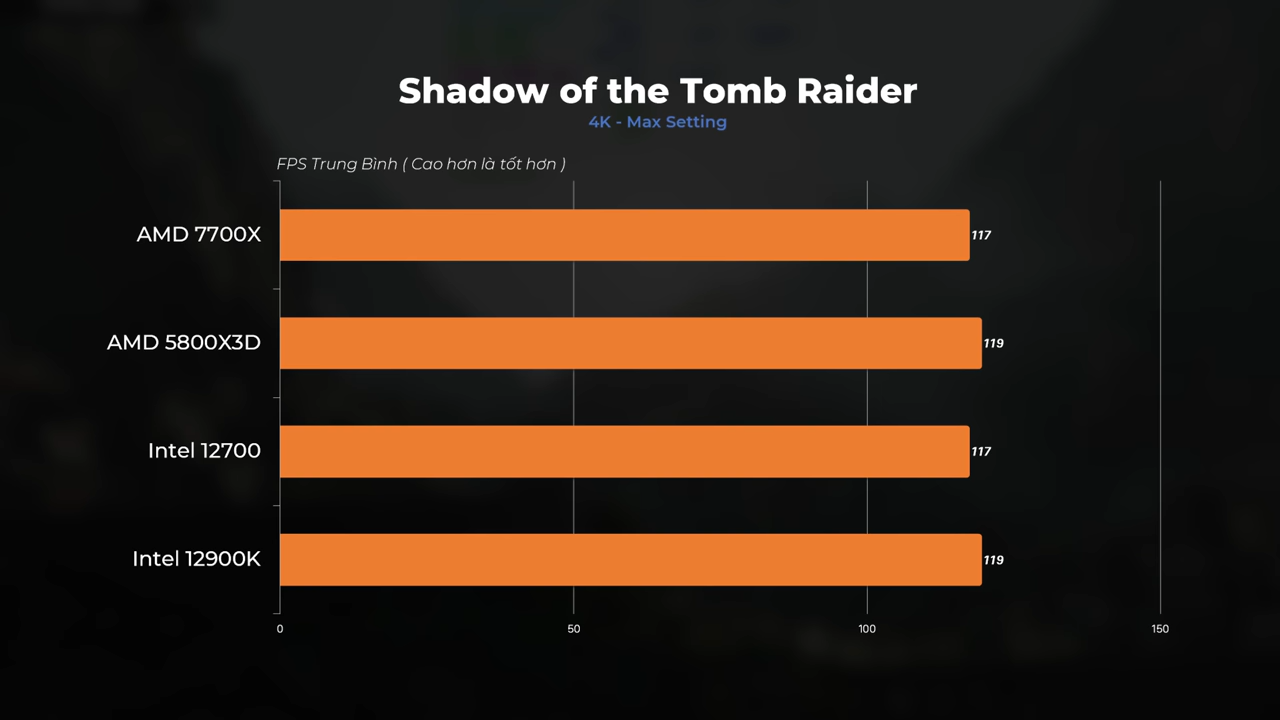 Shadow of the Tomb Raider
4K - Max Setting
FPS Trung Bình ( Cao hơn là tốt hơn )
AMD 7700X
117
AMD 5800X3D
119
Intel 12700
117
Intel 12900K
119
0
50
100
150